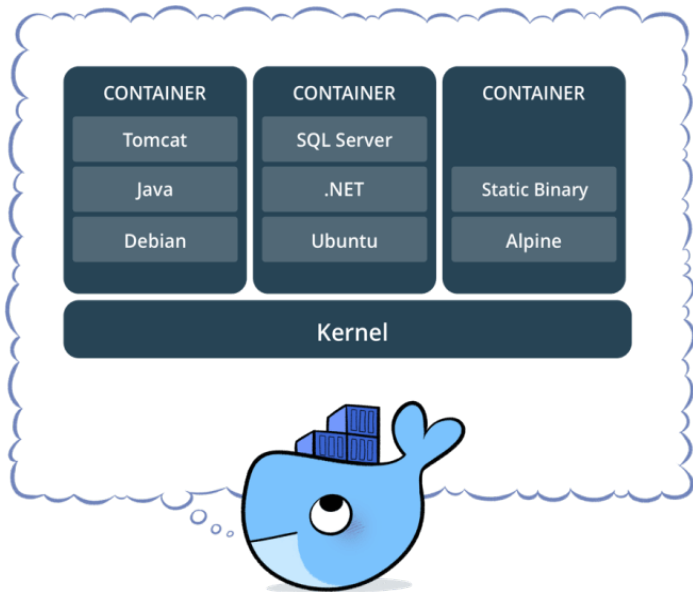 CONTAINER
Tomcat
Java
Debian
CONTAINER
SQL Server
.NET
Ubuntu
CONTAINER
Static Binary
Alpine
Kernel